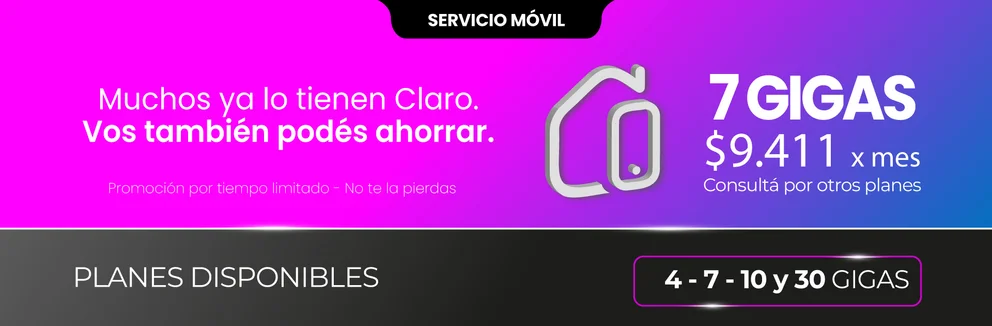 SERVICIO MÓVIL
Muchos ya lo tienen Claro.
Vos también podés ahorrar.
Promoción por tiempo limitado - No te la pierdas
7 GIGAS
$9.411 x mes
Consultá por otros planes
PLANES DISPONIBLES
4 - 7 - 10 y 30 GIGAS